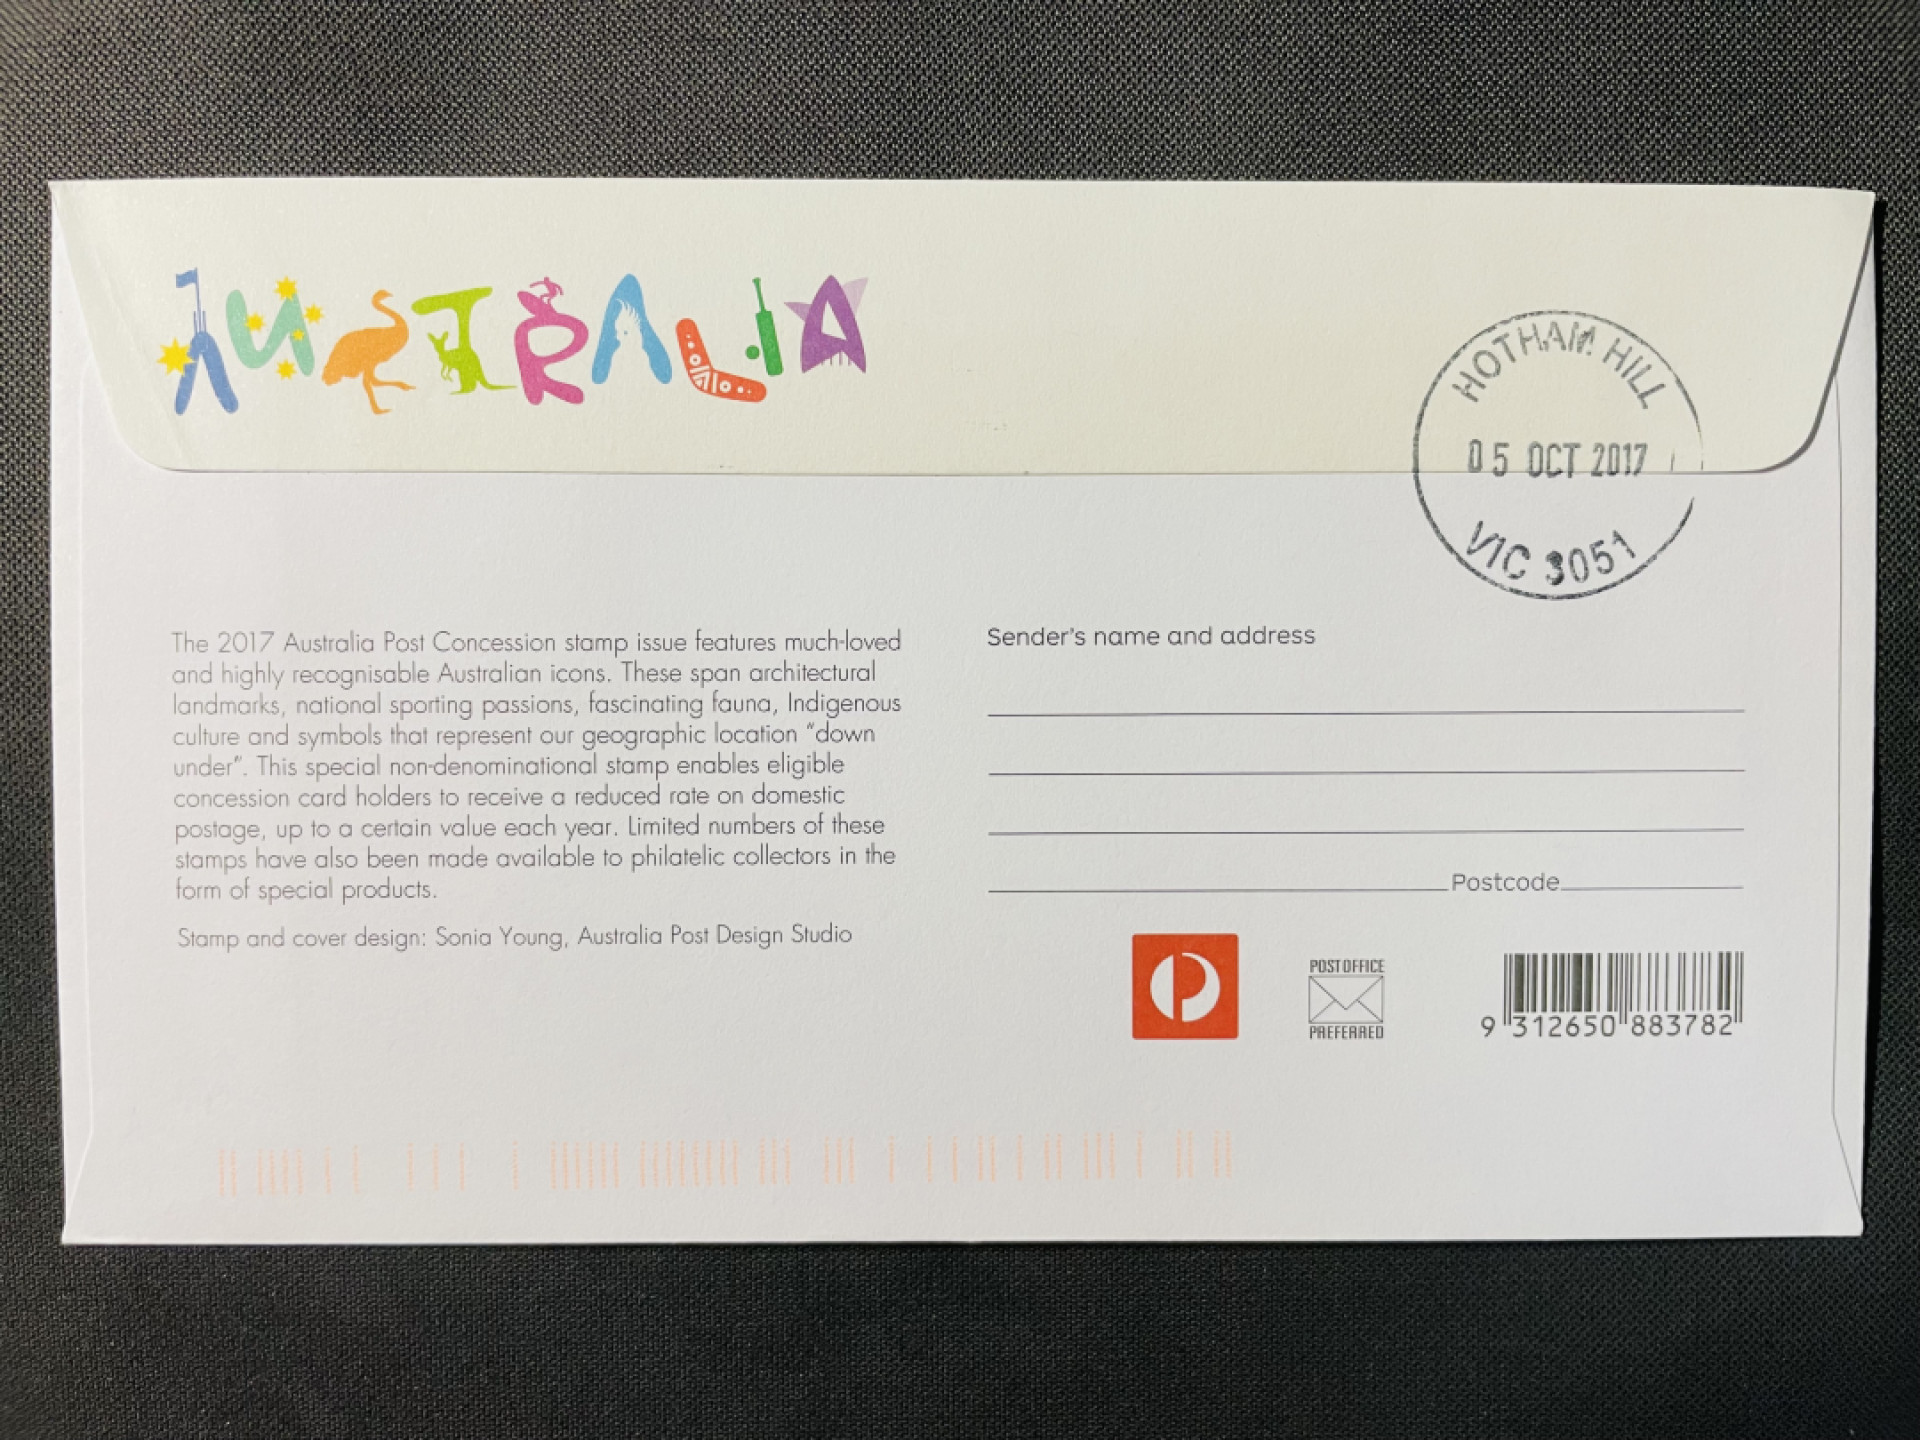 AUSTRALIA
HOTHAM HILL
05 OCT 2017
VIC 3051
The 2017 Australia Post Concession stamp issue features much-loved
and highly recognisable Australian icons. These span architectural
landmarks, national sporting passions, fascinating fauna, Indigenous
culture and symbols that represent our geographic location “down
under”. This special non-denominational stamp enables eligible
concession card holders to receive a reduced rate on domestic
postage, up to a certain value each year. Limited numbers of these
stamps have also been made available to philatelic collectors in the
form of special products.
Stamp and cover design: Sonia Young, Australia Post Design Studio
Sender's name and address
Postcode
POST OFFICE
PREFERRED
9 312650 883782